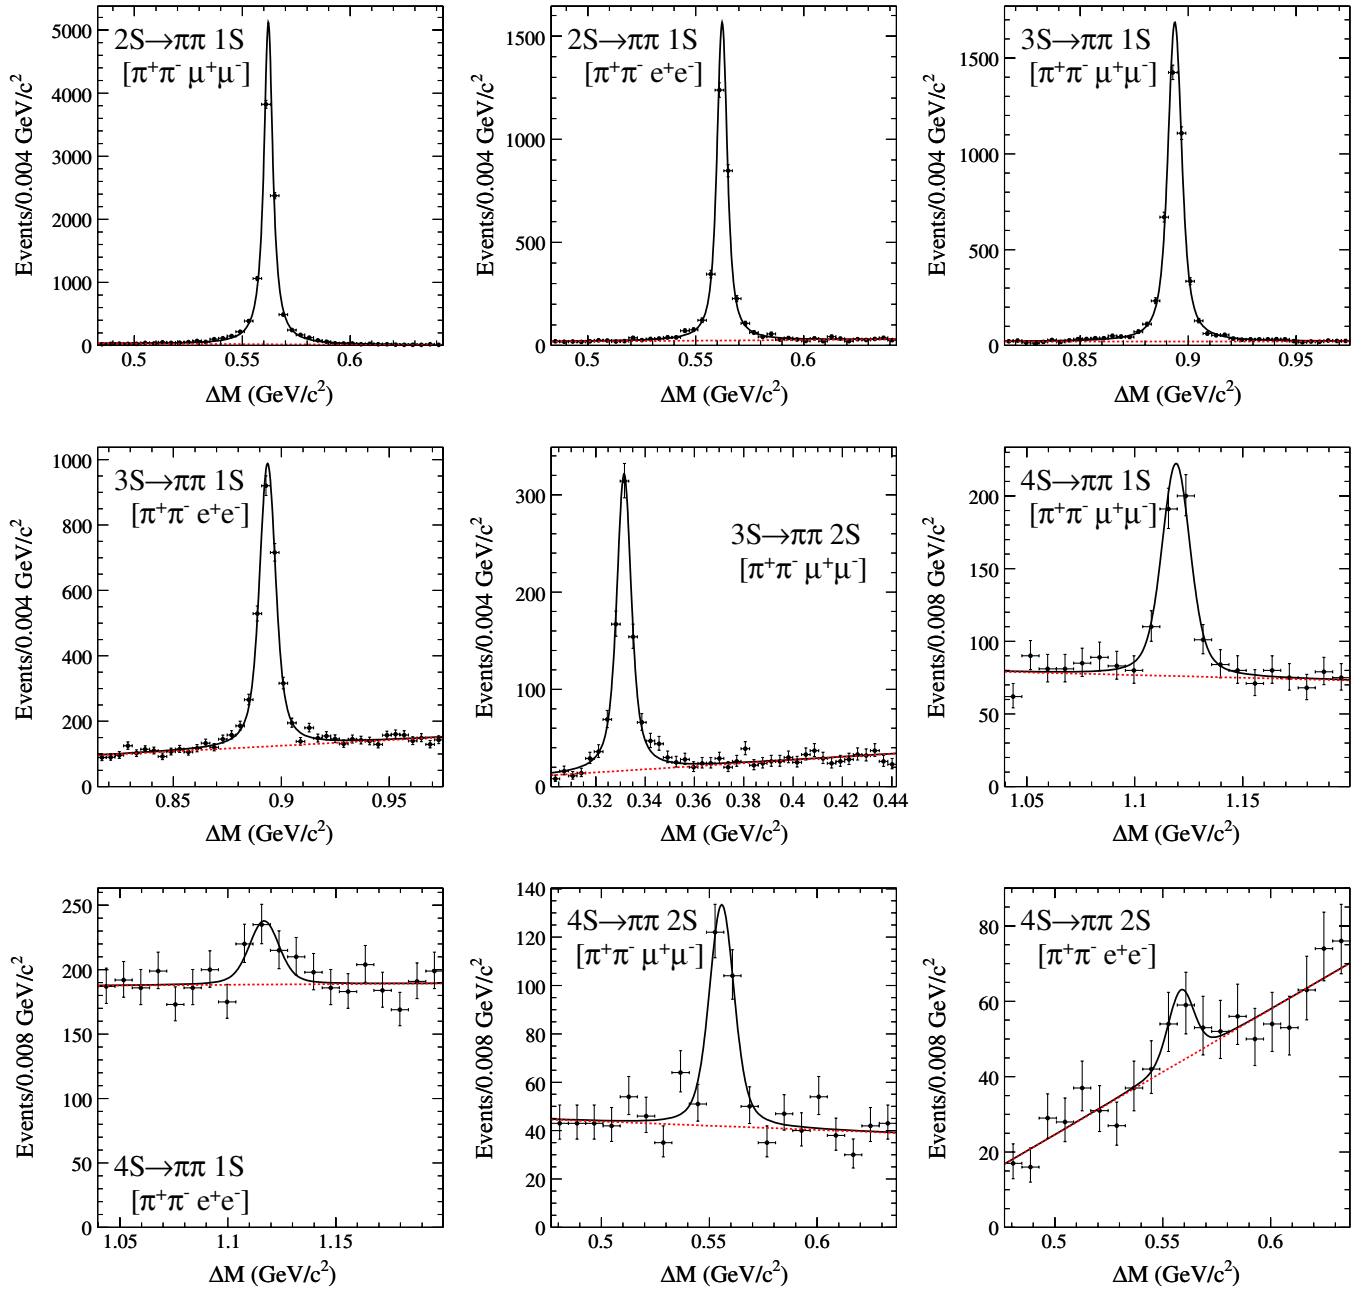 2S→ππ 1S
[π⁺π⁻ μ⁺μ⁻]
Events/0.004 GeV/c²
5000
4000
3000
2000
1000
0
0.5 0.55 0.6
ΔM (GeV/c²)
2S→ππ 1S
[π⁺π⁻ e⁺e⁻]
Events/0.004 GeV/c²
1500
1000
500
0
0.5 0.55 0.6
ΔM (GeV/c²)
3S→ππ 1S
[π⁺π⁻ μ⁺μ⁻]
Events/0.004 GeV/c²
1500
1000
500
0
0.85 0.9 0.95
ΔM (GeV/c²)
3S→ππ 1S
[π⁺π⁻ e⁺e⁻]
Events/0.004 GeV/c²
1000
800
600
400
200
0
0.85 0.9 0.95
ΔM (GeV/c²)
3S→ππ 2S
[π⁺π⁻ μ⁺μ⁻]
Events/0.004 GeV/c²
300
200
100
0
0.32 0.34 0.36 0.38 0.4 0.42 0.44
ΔM (GeV/c²)
4S→ππ 1S
[π⁺π⁻ μ⁺μ⁻]
Events/0.008 GeV/c²
200
150
100
50
0
1.05 1.1 1.15
ΔM (GeV/c²)
4S→ππ 1S
[π⁺π⁻ e⁺e⁻]
Events/0.008 GeV/c²
250
200
150
100
50
0
1.05 1.1 1.15
ΔM (GeV/c²)
4S→ππ 2S
[π⁺π⁻ μ⁺μ⁻]
Events/0.008 GeV/c²
140
120
100
80
60
40
20
0
0.5 0.55 0.6
ΔM (GeV/c²)
4S→ππ 2S
[π⁺π⁻ e⁺e⁻]
Events/0.008 GeV/c²
80
60
40
20
0
0.5 0.55 0.6
ΔM (GeV/c²)